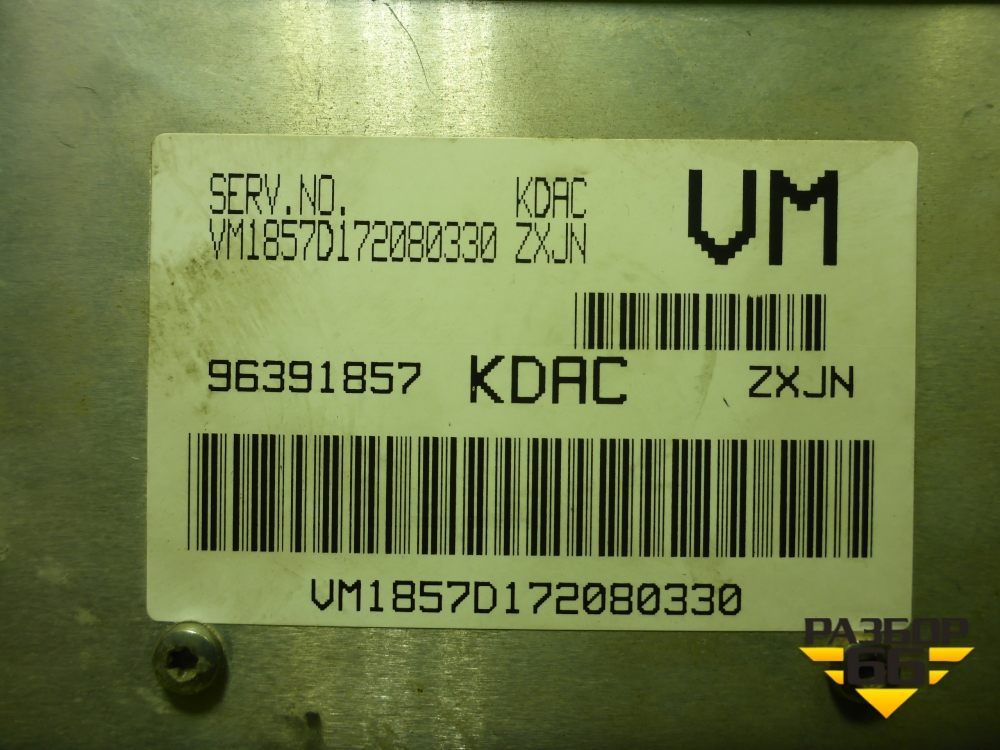 SERV.NO. KDAC VM
VM1857D172080330 ZXJN
96391857 KDAC ZXJN
VM1857D172080330
РАЗБОР
66